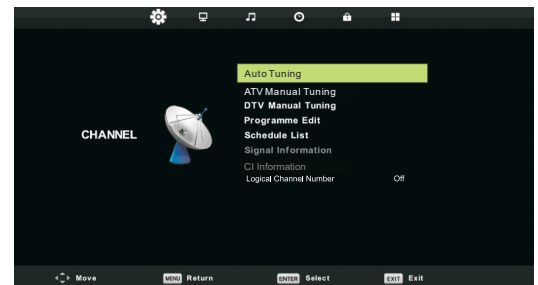 Auto Tuning
ATV Manual Tuning
DTV Manual Tuning
Programme Edit
CHANNEL
Schedule List
Signal Information
CI Information
Logical Channel Number Off
Move MENU Return ENTER Select EXIT Exit